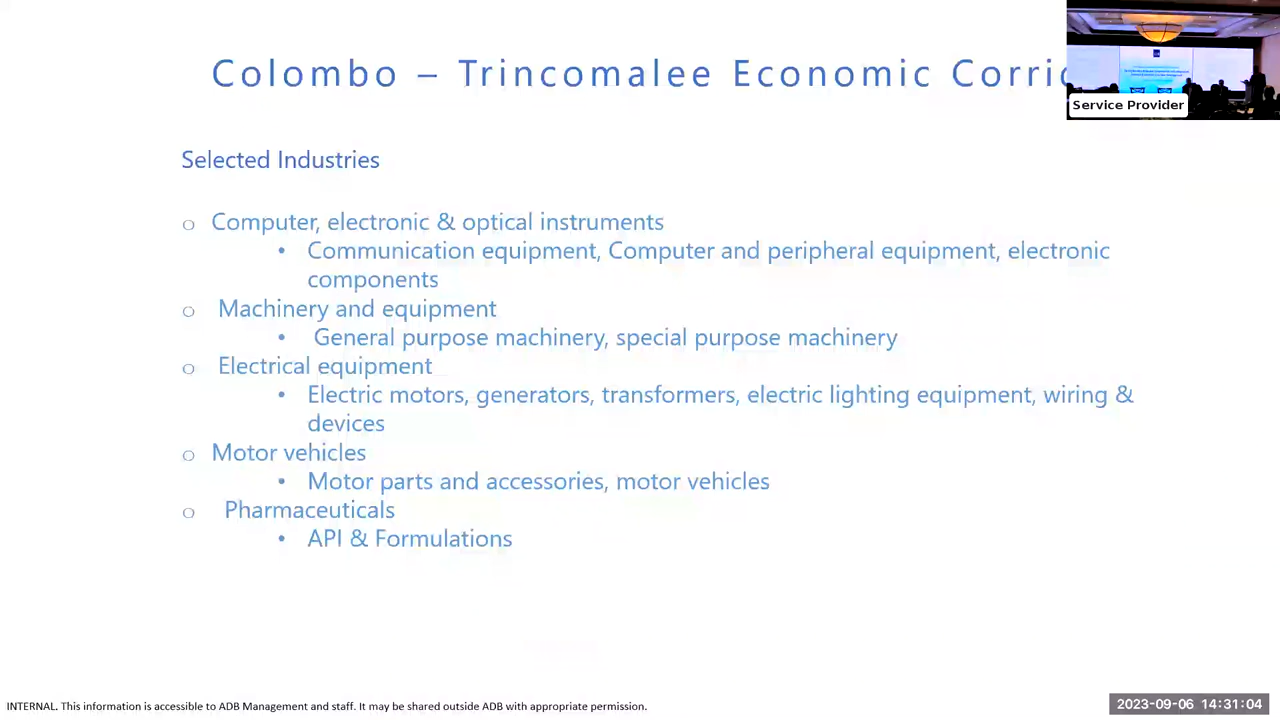 Colombo – Trincomalee Economic Corri
Service Provider
Selected Industries
o Computer, electronic & optical instruments
• Communication equipment, Computer and peripheral equipment, electronic
components
o Machinery and equipment
• General purpose machinery, special purpose machinery
o Electrical equipment
• Electric motors, generators, transformers, electric lighting equipment, wiring &
devices
o Motor vehicles
• Motor parts and accessories, motor vehicles
o Pharmaceuticals
• API & Formulations
INTERNAL. This information is accessible to ADB Management and staff. It may be shared outside ADB with appropriate permission.
2023-09-06 14:31:04